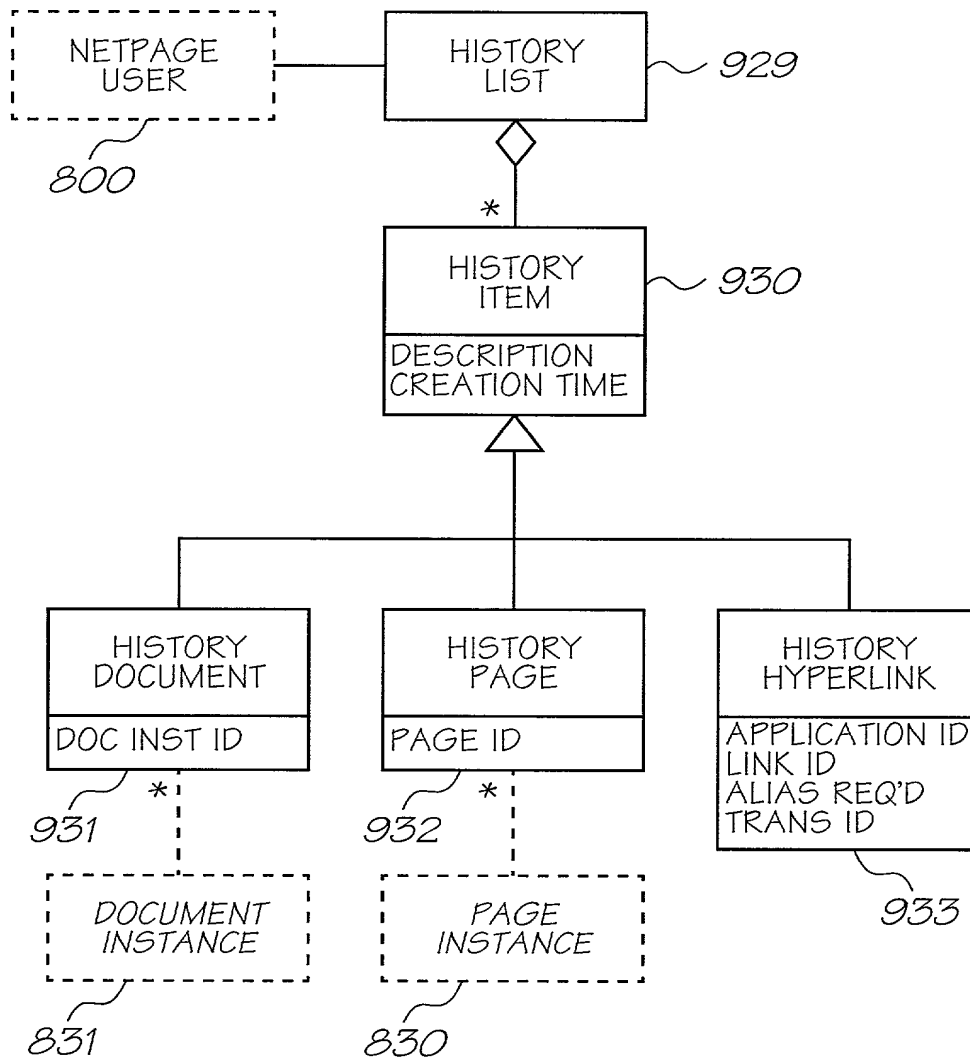 NETPAGE
USER
HISTORY
LIST
929
800
*
HISTORY
ITEM
930
DESCRIPTION
CREATION TIME
HISTORY
DOCUMENT
DOC INST ID
HISTORY
PAGE
PAGE ID
HISTORY
HYPERLINK
APPLICATION ID
LINK ID
ALIAS REQ'D
TRANS ID
*
931
*
932
933
DOCUMENT
INSTANCE
831
PAGE
INSTANCE
830